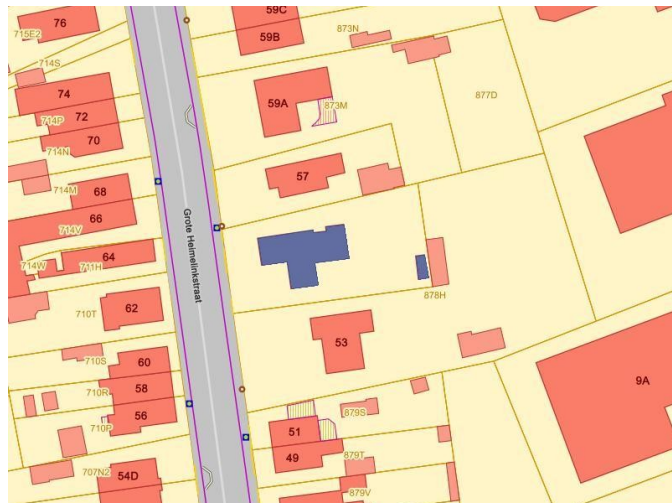 76
715E2
714S
74
714P
72
714N
70
714M
68
66
714V
714W
64
711H
62
710T
710S
60
710R
58
56
710P
707N2
54D
Grote Heimelinkstraat
59C
59B
873N
59A
873M
877D
57
878H
53
9A
51
879S
49
879T
879V